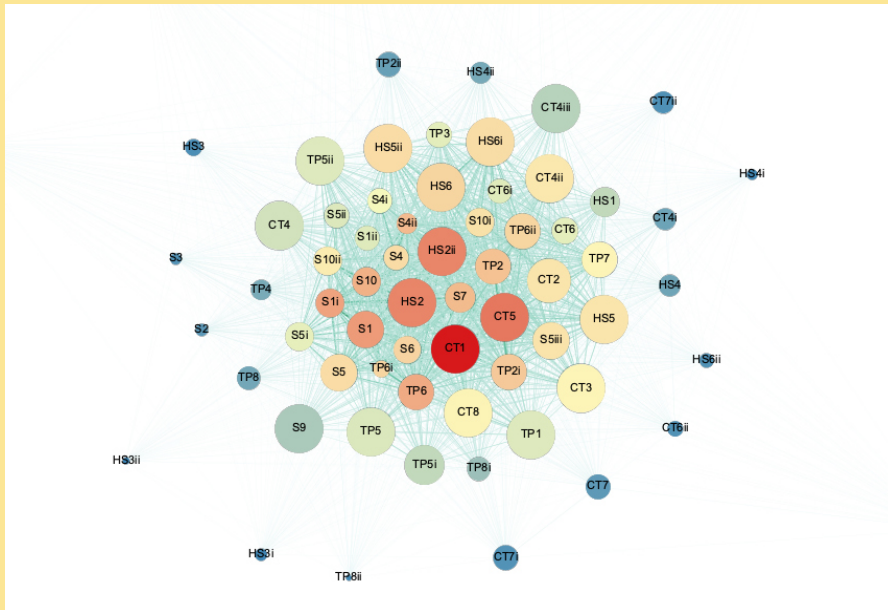 TP2ii
HS4ii
CT7ii
CT4iii
TP3
HS6i
HS5ii
HS3
TP5ii
HS4i
CT4ii
HS6
CT6i
S4i
HS1
S5ii
CT4i
S10i
S4ii
CT4
TP6ii
CT6
S1ii
HS2ii
S4
S3
S10ii
TP7
TP2
S10
CT2
HS4
TP4
S7
S1i
HS2
CT5
HS5
S2
S1
S5i
S5iii
S6
CT1
HS6ii
TP6i
S5
TP2i
TP8
CT3
TP6
CT8
S9
TP5
CT6ii
TP1
HS3ii
TP5i
TP8i
CT7
HS3i
CT7i
TP8ii